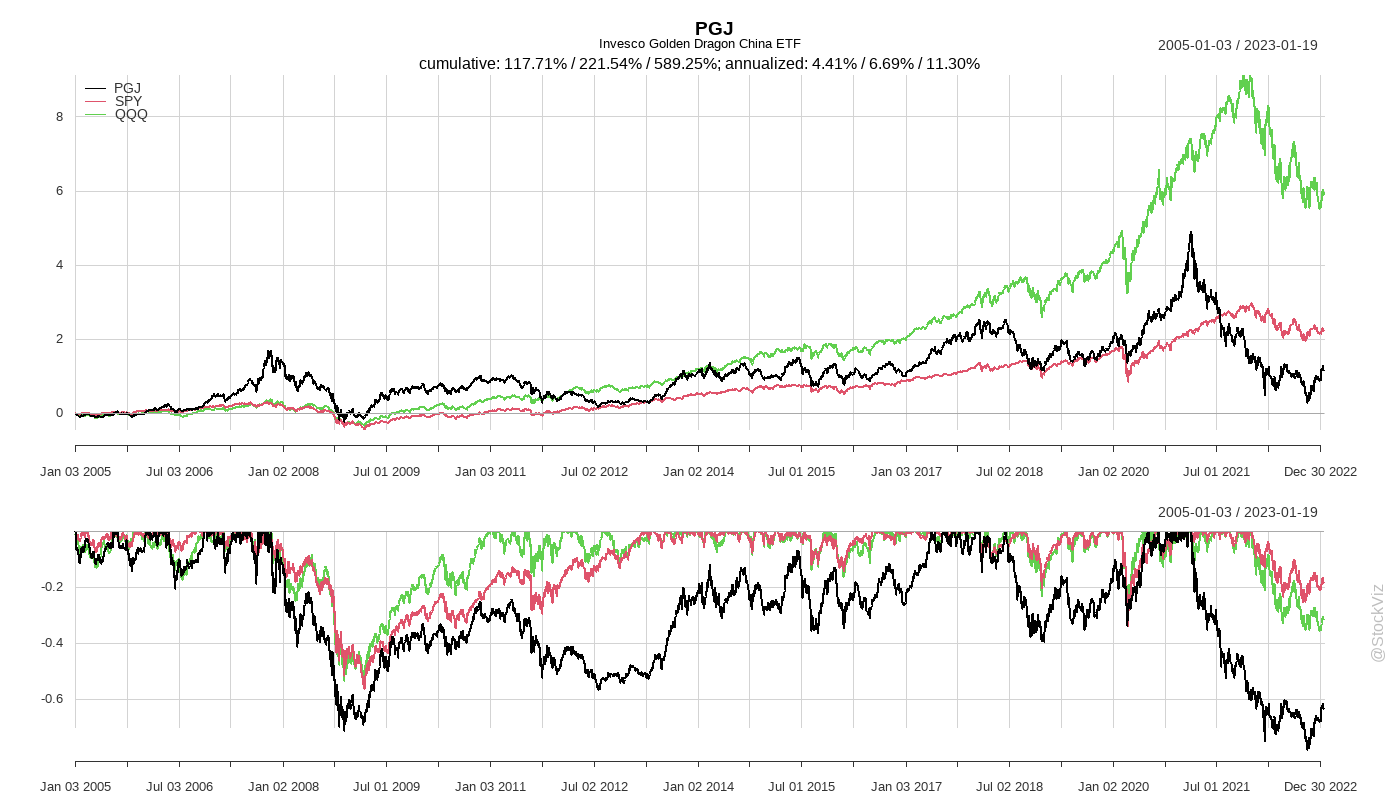 PGJ
Invesco Golden Dragon China ETF
2005-01-03 / 2023-01-19
cumulative: 117.71% / 221.54% / 589.25%; annualized: 4.41% / 6.69% / 11.30%
PGJ
SPY
QQQ
8
6
4
2
0
Jan 03 2005 Jul 03 2006 Jan 02 2008 Jul 01 2009 Jan 03 2011 Jul 02 2012 Jan 02 2014 Jul 01 2015 Jan 03 2017 Jul 02 2018 Jan 02 2020 Jul 01 2021 Dec 30 2022
2005-01-03 / 2023-01-19
-0.2
-0.4
-0.6
Jan 03 2005 Jul 03 2006 Jan 02 2008 Jul 01 2009 Jan 03 2011 Jul 02 2012 Jan 02 2014 Jul 01 2015 Jan 03 2017 Jul 02 2018 Jan 02 2020 Jul 01 2021 Dec 30 2022
@StockViz